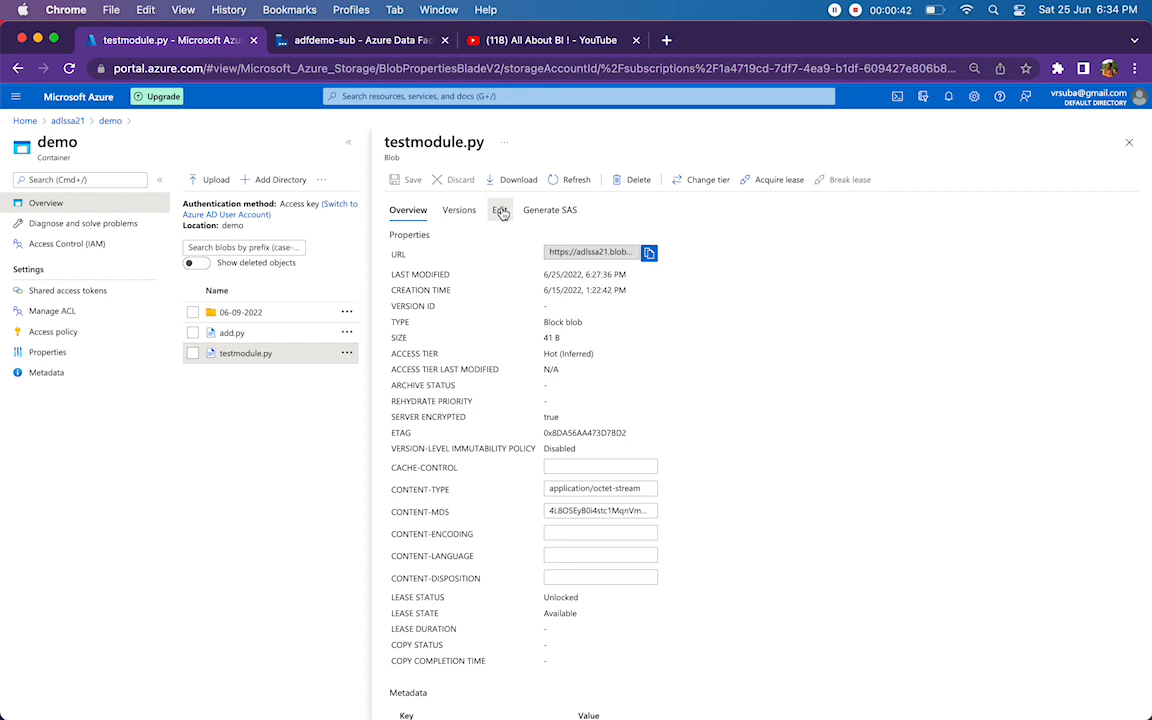 Chrome File Edit View History Bookmarks Profiles Tab Window Help 00:00:42 Sat 25 Jun 6:34 PM
testmodule.py - Microsoft Azu adfdemo-sub - Azure Data Fac (118) All About BI ! - YouTube
portal.azure.com/#view/Microsoft_Azure_Storage/BlobPropertiesBladeV2/storageAccountId/%2Fsubscriptions%2F1a4719cd-7df7-4ea9-b1df-609427e806b8...
Microsoft Azure Upgrade Search resources, services, and docs (G+/) vrsuba@gmail.com
DEFAULT DIRECTORY
Home > adlssa21 > demo >
demo
Container
Search (Cmd+/)
Overview
Diagnose and solve problems
Access Control (IAM)
Settings
Shared access tokens
Manage ACL
Access policy
Properties
Metadata
Upload Add Directory ...
Authentication method: Access key (Switch to
Azure AD User Account)
Location: demo
Search blobs by prefix (case-...
Show deleted objects
Name
06-09-2022
add.py
testmodule.py
testmodule.py ...
Blob
Save Discard Download Refresh Delete Change tier Acquire lease Break lease
Overview Versions Edit Generate SAS
Properties
URL https://adlssa21.blob...
LAST MODIFIED 6/25/2022, 6:27:36 PM
CREATION TIME 6/15/2022, 1:22:42 PM
VERSION ID -
TYPE Block blob
SIZE 41 B
ACCESS TIER Hot (Inferred)
ACCESS TIER LAST MODIFIED N/A
ARCHIVE STATUS -
REHYDRATE PRIORITY -
SERVER ENCRYPTED true
ETAG 0x8DA56AA473D7BD2
VERSION-LEVEL IMMUTABILITY POLICY Disabled
CACHE-CONTROL
CONTENT-TYPE application/octet-stream
CONTENT-MD5 4L8OSEyB0i4stc1MqnVm...
CONTENT-ENCODING
CONTENT-LANGUAGE
CONTENT-DISPOSITION
LEASE STATUS Unlocked
LEASE STATE Available
LEASE DURATION -
COPY STATUS -
COPY COMPLETION TIME -
Metadata
Key Value